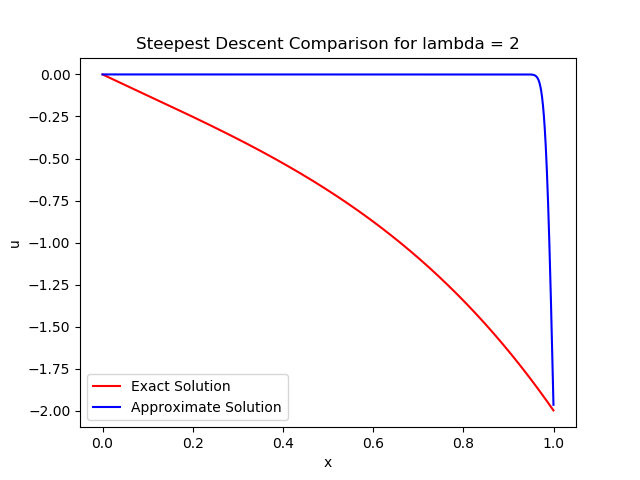 Steepest Descent Comparison for lambda = 2
0.00
−0.25
−0.50
−0.75
−1.00
−1.25
−1.50
−1.75
−2.00
u
Exact Solution
Approximate Solution
0.0 0.2 0.4 0.6 0.8 1.0
x